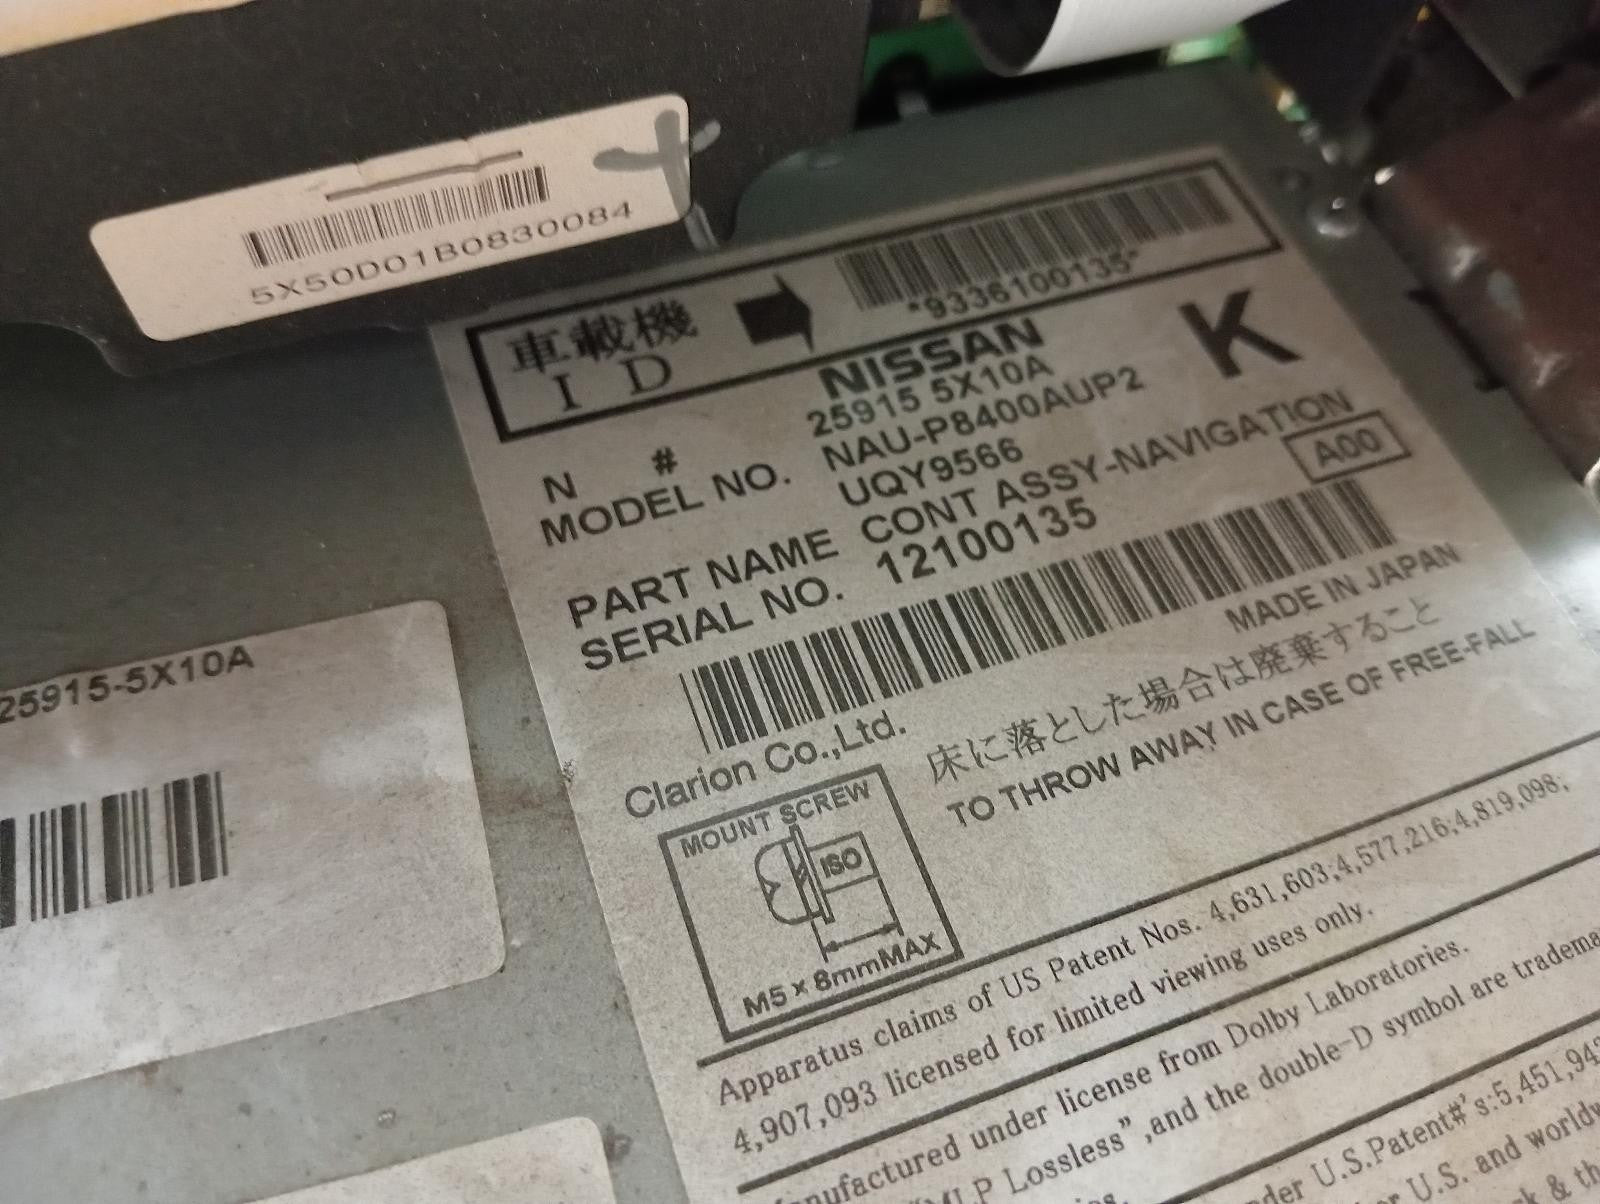 5X50D01B0830084
車載機
I D
*9336100135*
NISSAN
K
N # 25915 5X10A
MODEL NO. NAU-P8400AUP2
UQY9566
PART NAME CONT ASSY-NAVIGATION
SERIAL NO. 12100135
A00
MADE IN JAPAN
Clarion Co.,Ltd.
床に落とした場合は廃棄すること
TO THROW AWAY IN CASE OF FREE-FALL
MOUNT SCREW
ISO
M5 x 8mmMAX
25915-5X10A
Apparatus claims of US Patent Nos. 4,631,603;4,577,216;4,819,098;
4,907,093 licensed for limited viewing uses only.
under license from Dolby Laboratories.
Lossless",and the double-D symbol are
U.S.Patent#'s:5,451,942
U.S. and
& the